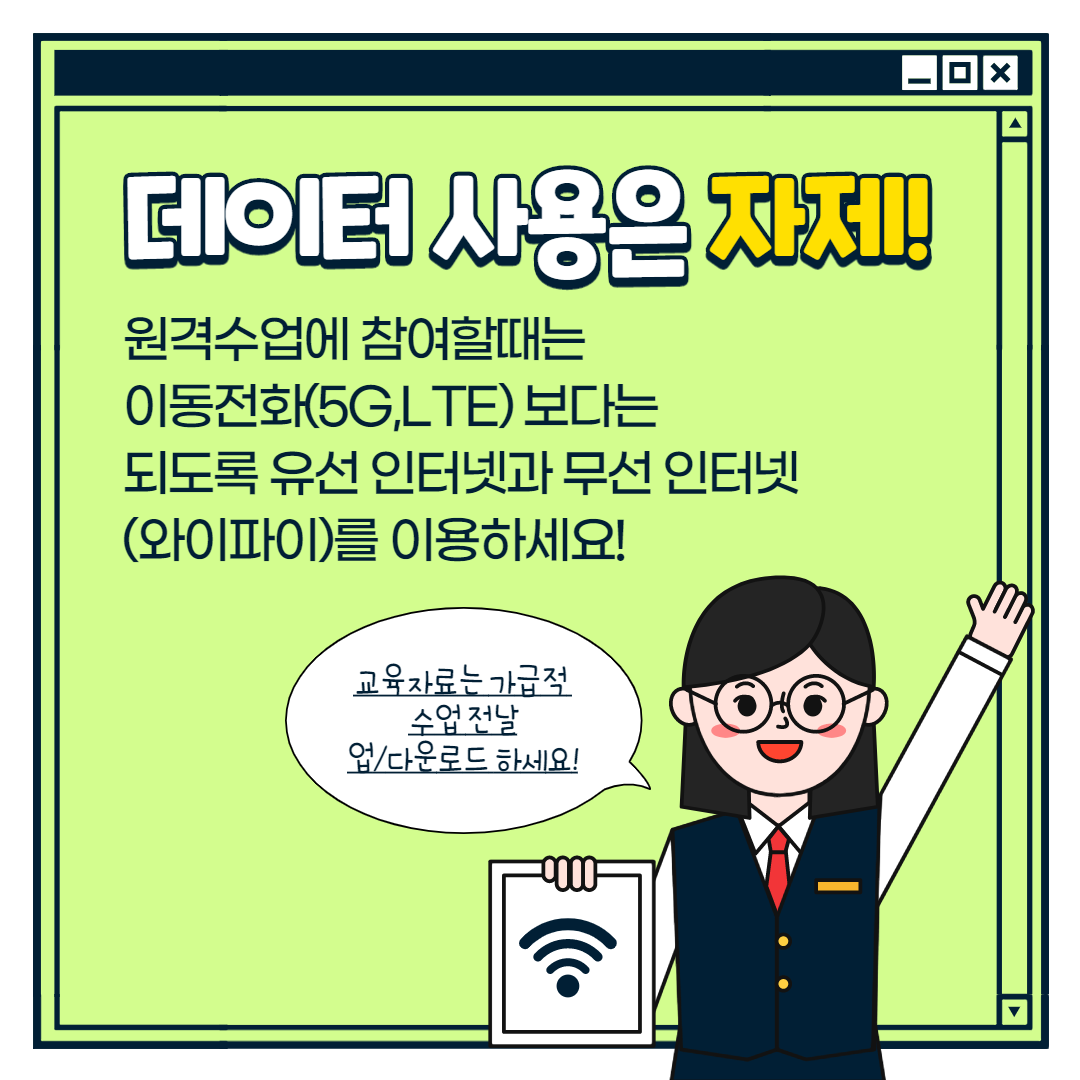 데이터 사용은 자제!
원격수업에 참여할때는
이동전화(5G,LTE) 보다는
되도록 유선 인터넷과 무선 인터넷
(와이파이)를 이용하세요!
교육자료는 가급적
수업 전날
업/다운로드 하세요!